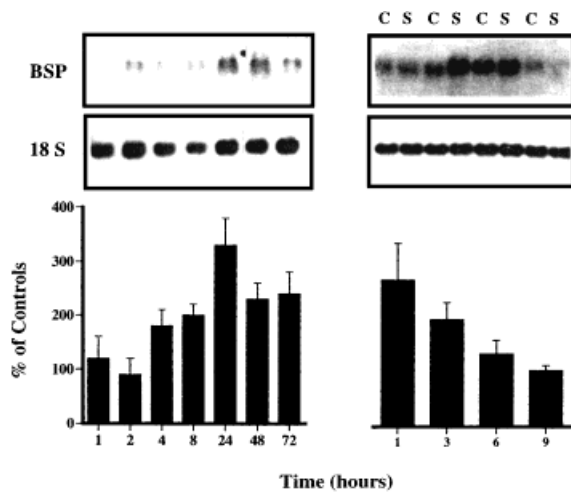 C S C S C S C S
BSP
18 S
400
300
200
100
0
% of Controls
1 2 4 8 24 48 72
1 3 6 9
Time (hours)